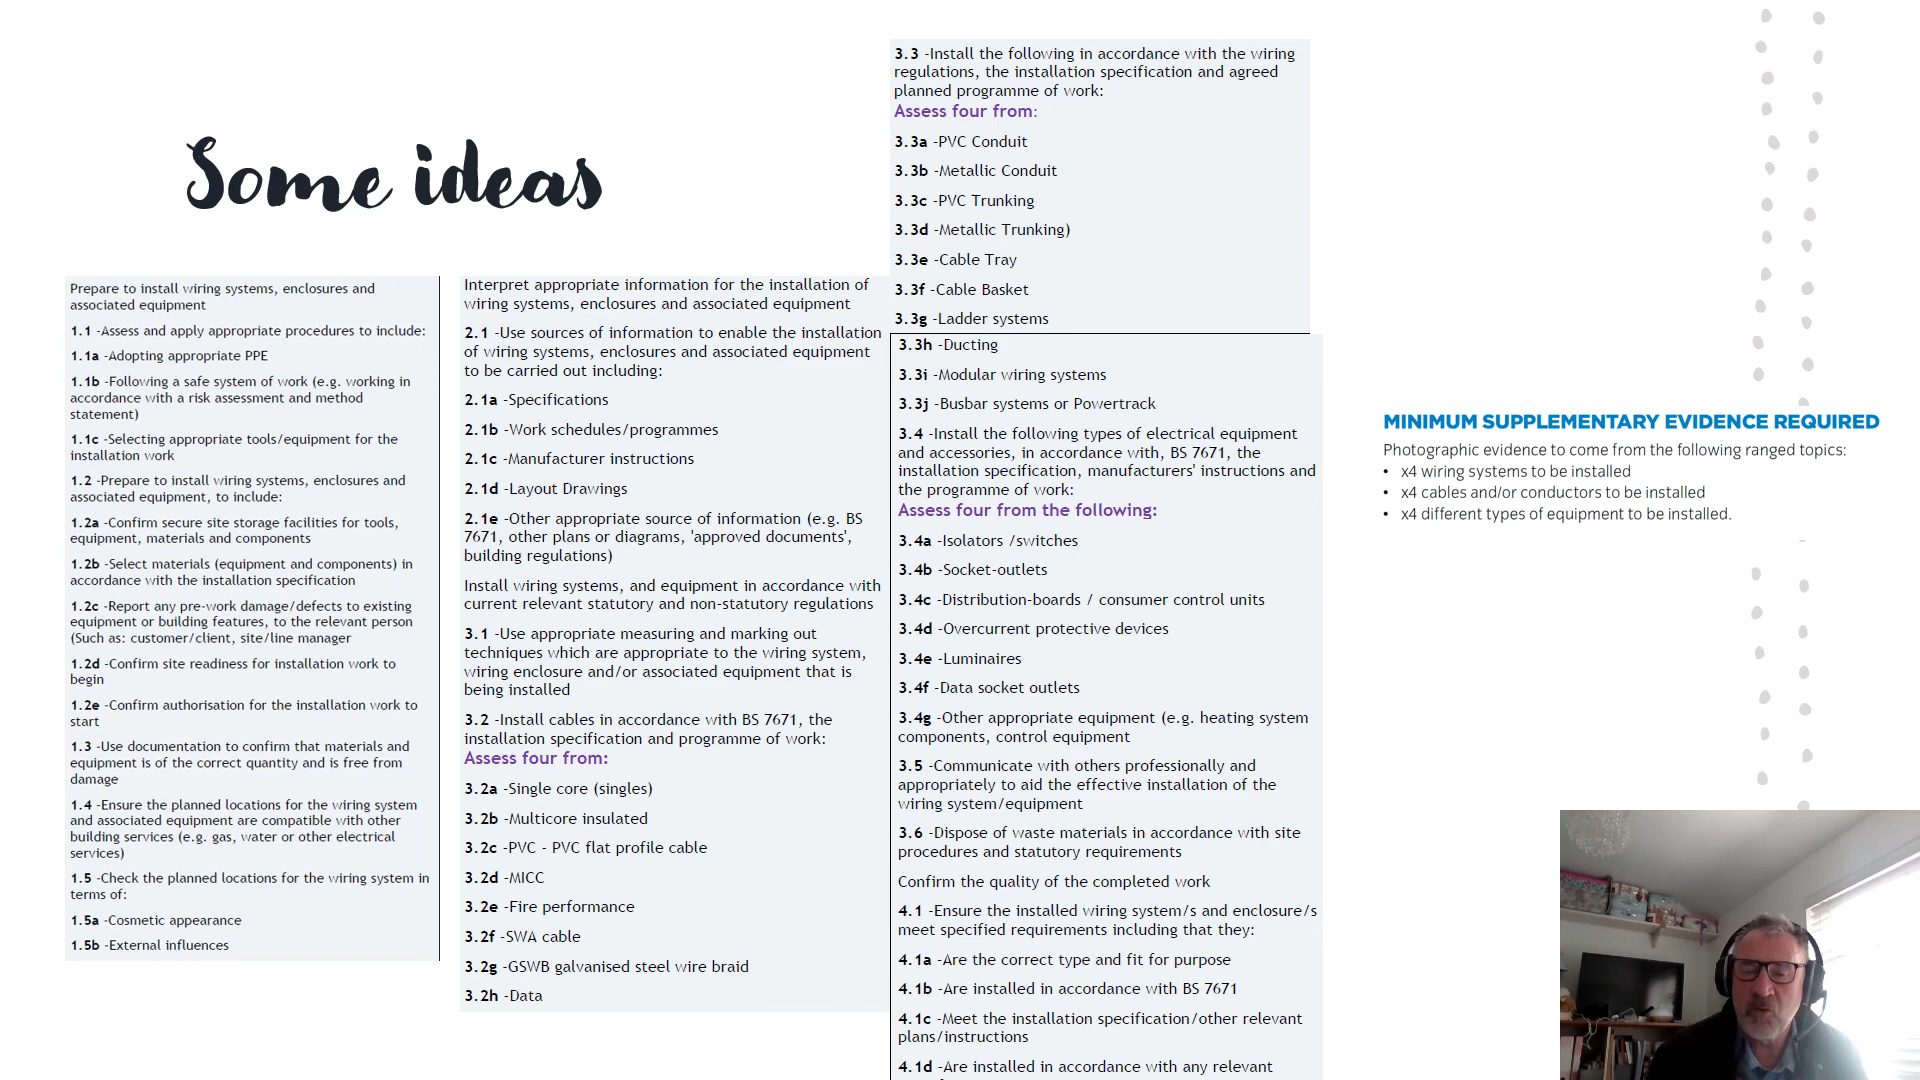 Some ideas
Prepare to install wiring systems, enclosures and
associated equipment
1.1 -Assess and apply appropriate procedures to include:
1.1a -Adopting appropriate PPE
1.1b -Following a safe system of work (e.g. working in
accordance with a risk assessment and method
statement)
1.1c -Selecting appropriate tools/equipment for the
installation work
1.2 -Prepare to install wiring systems, enclosures and
associated equipment, to include:
1.2a -Confirm secure site storage facilities for tools,
equipment, materials and components
1.2b -Select materials (equipment and components) in
accordance with the installation specification
1.2c -Report any pre-work damage/defects to existing
equipment or building features, to the relevant person
(Such as: customer/client, site/line manager
1.2d -Confirm site readiness for installation work to
begin
1.2e -Confirm authorisation for the installation work to
start
1.3 -Use documentation to confirm that materials and
equipment is of the correct quantity and is free from
damage
1.4 -Ensure the planned locations for the wiring system
and associated equipment are compatible with other
building services (e.g. gas, water or other electrical
services)
1.5 -Check the planned locations for the wiring system in
terms of:
1.5a -Cosmetic appearance
1.5b -External influences
Interpret appropriate information for the installation of
wiring systems, enclosures and associated equipment
2.1 -Use sources of information to enable the installation
of wiring systems, enclosures and associated equipment
to be carried out including:
2.1a -Specifications
2.1b -Work schedules/programmes
2.1c -Manufacturer instructions
2.1d -Layout Drawings
2.1e -Other appropriate source of information (e.g. BS
7671, other plans or diagrams, 'approved documents',
building regulations)
Install wiring systems, and equipment in accordance with
current relevant statutory and non-statutory regulations
3.1 -Use appropriate measuring and marking out
techniques which are appropriate to the wiring system,
wiring enclosure and/or associated equipment that is
being installed
3.2 -Install cables in accordance with BS 7671, the
installation specification and programme of work:
Assess four from:
3.2a -Single core (singles)
3.2b -Multicore insulated
3.2c -PVC - PVC flat profile cable
3.2d -MICC
3.2e -Fire performance
3.2f -SWA cable
3.2g -GSWB galvanised steel wire braid
3.2h -Data
3.3 -Install the following in accordance with the wiring
regulations, the installation specification and agreed
planned programme of work:
Assess four from:
3.3a -PVC Conduit
3.3b -Metallic Conduit
3.3c -PVC Trunking
3.3d -Metallic Trunking)
3.3e -Cable Tray
3.3f -Cable Basket
3.3g -Ladder systems
3.3h -Ducting
3.3i -Modular wiring systems
3.3j -Busbar systems or Powertrack
3.4 -Install the following types of electrical equipment
and accessories, in accordance with, BS 7671, the
installation specification, manufacturers' instructions and
the programme of work:
Assess four from the following:
3.4a -Isolators /switches
3.4b -Socket-outlets
3.4c -Distribution-boards / consumer control units
3.4d -Overcurrent protective devices
3.4e -Luminaires
3.4f -Data socket outlets
3.4g -Other appropriate equipment (e.g. heating system
components, control equipment
3.5 -Communicate with others professionally and
appropriately to aid the effective installation of the
wiring system/equipment
3.6 -Dispose of waste materials in accordance with site
procedures and statutory requirements
Confirm the quality of the completed work
4.1 -Ensure the installed wiring system/s and enclosure/s
meet specified requirements including that they:
4.1a -Are the correct type and fit for purpose
4.1b -Are installed in accordance with BS 7671
4.1c -Meet the installation specification/other relevant
plans/instructions
4.1d -Are installed in accordance with any relevant
MINIMUM SUPPLEMENTARY EVIDENCE REQUIRED
Photographic evidence to come from the following ranged topics:
• x4 wiring systems to be installed
• x4 cables and/or conductors to be installed
• x4 different types of equipment to be installed.